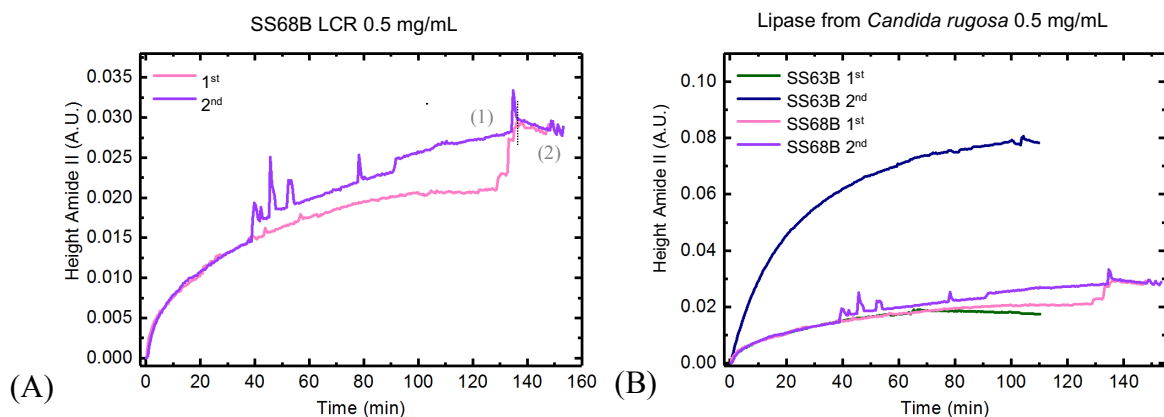 SS68B LCR 0.5 mg/mL
Height Amide II (A.U.)
0.035
0.030
0.025
0.020
0.015
0.010
0.005
0.000
1st
2nd
(1)
(2)
0 20 40 60 80 100 120 140 160
Time (min)
(A)
Lipase from Candida rugosa 0.5 mg/mL
Height Amide II (A.U.)
0.10
0.08
0.06
0.04
0.02
0.00
SS63B 1st
SS63B 2nd
SS68B 1st
SS68B 2nd
0 20 40 60 80 100 120 140
Time (min)
(B)